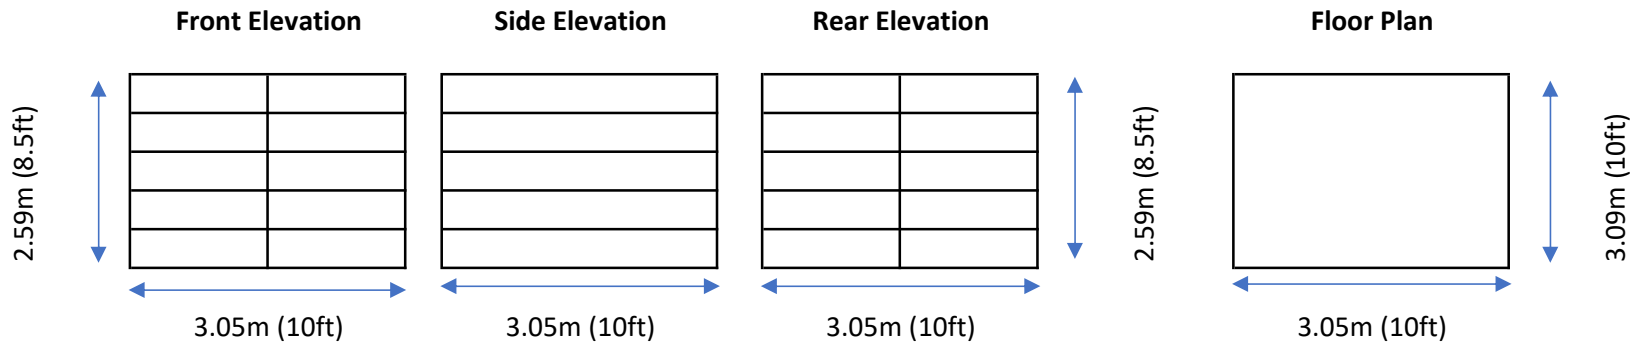 Front Elevation
Side Elevation
Rear Elevation
Floor Plan
2.59m (8.5ft)
2.59m (8.5ft)
3.09m (10ft)
3.05m (10ft)
3.05m (10ft)
3.05m (10ft)
3.05m (10ft)